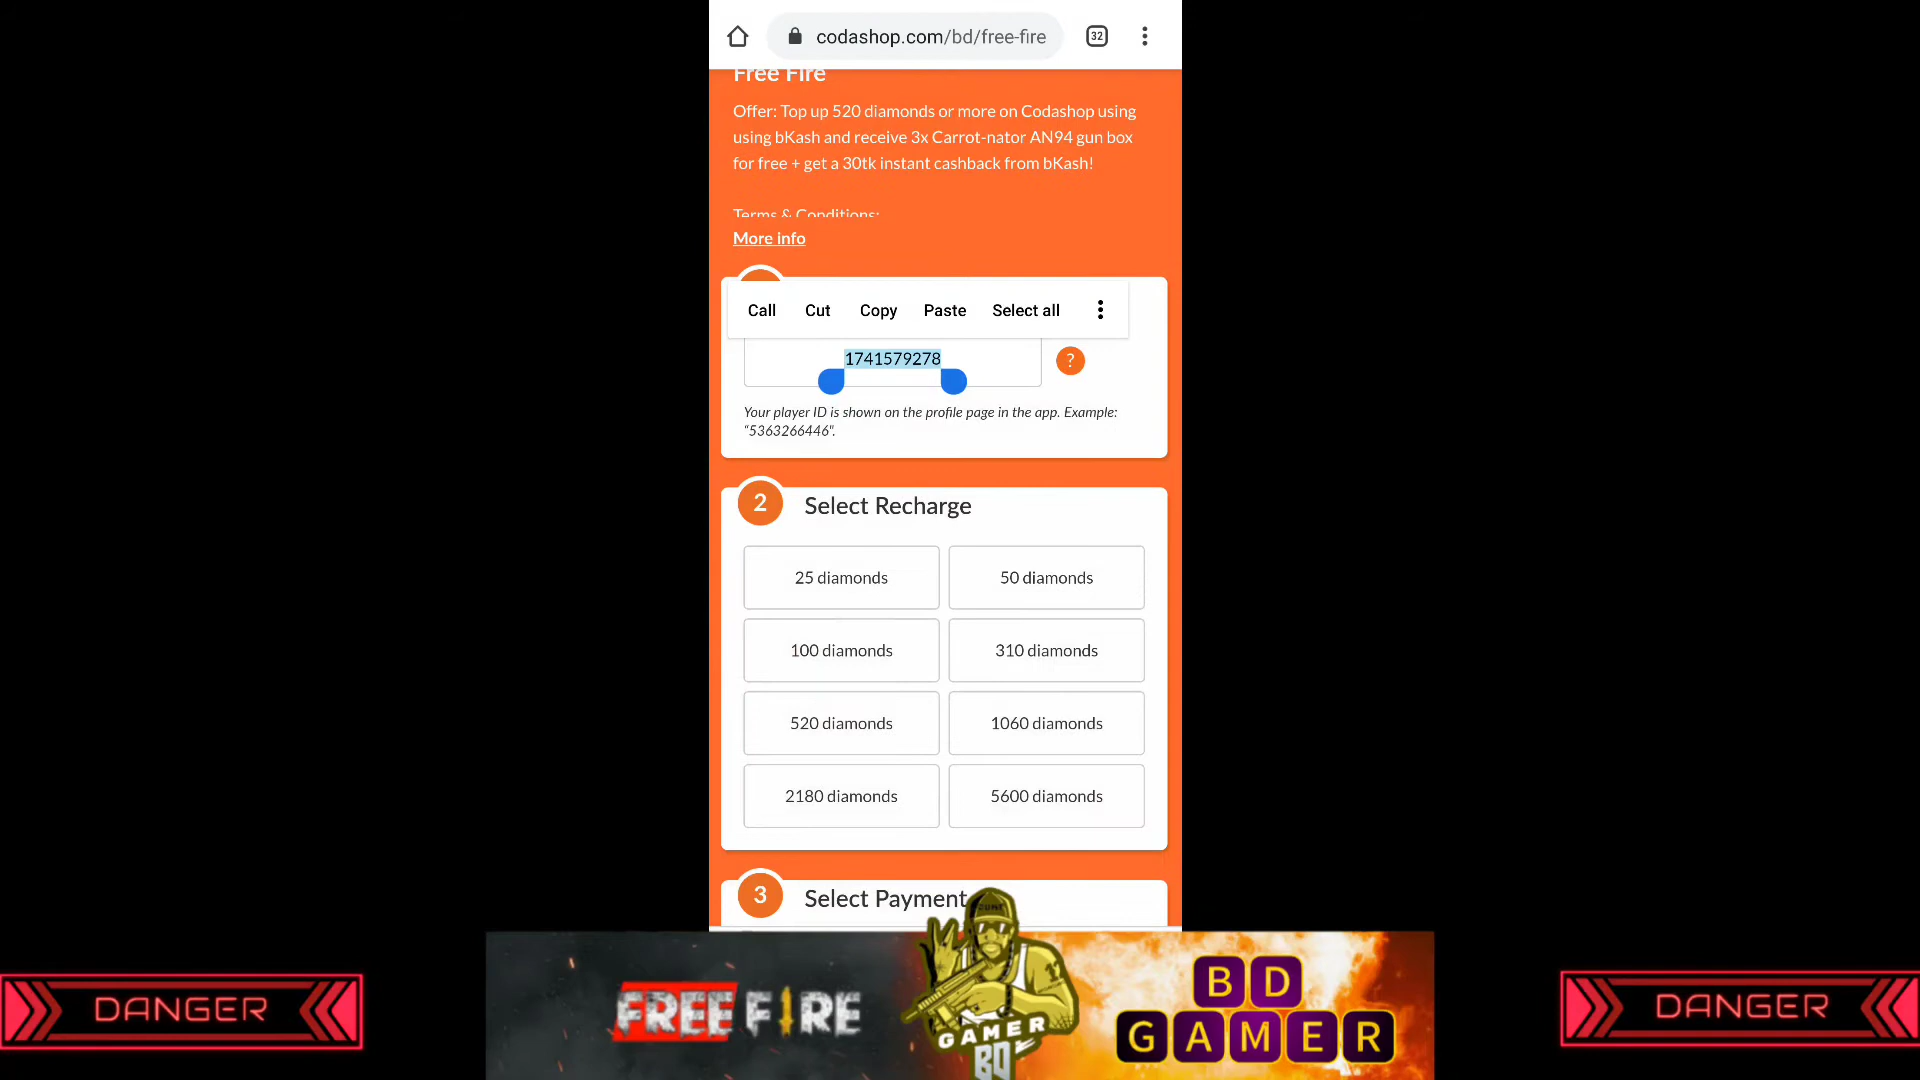 codashop.com/bd/free-fire
32
Free Fire
Offer: Top up 520 diamonds or more on Codashop using
using bKash and receive 3x Carrot-nator AN94 gun box
for free + get a 30tk instant cashback from bKash!
Terms & Conditions:
More info
Call Cut Copy Paste Select all
1741579278
?
Your player ID is shown on the profile page in the app. Example:
"5363266446".
2 Select Recharge
25 diamonds 50 diamonds
100 diamonds 310 diamonds
520 diamonds 1060 diamonds
2180 diamonds 5600 diamonds
3 Select Payment
DANGER
FREE FIRE
GAMER
BD
BD
GAMER
DANGER